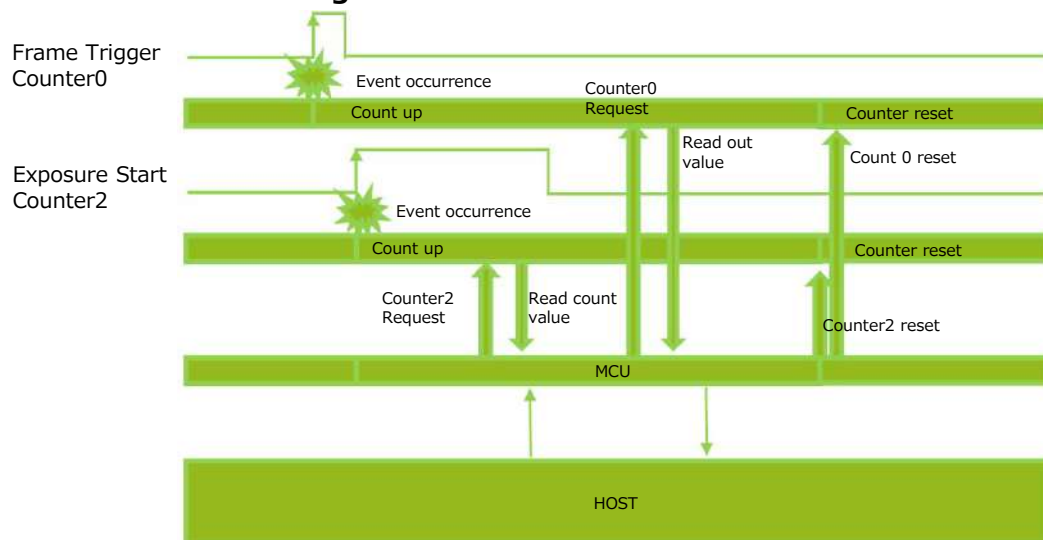 Frame Trigger
Counter0
Event occurrence
Counter0
Request
Count up
Counter reset
Read out
value
Count 0 reset
Exposure Start
Counter2
Event occurrence
Count up
Counter reset
Counter2
Request
Read count
value
Counter2 reset
MCU
HOST